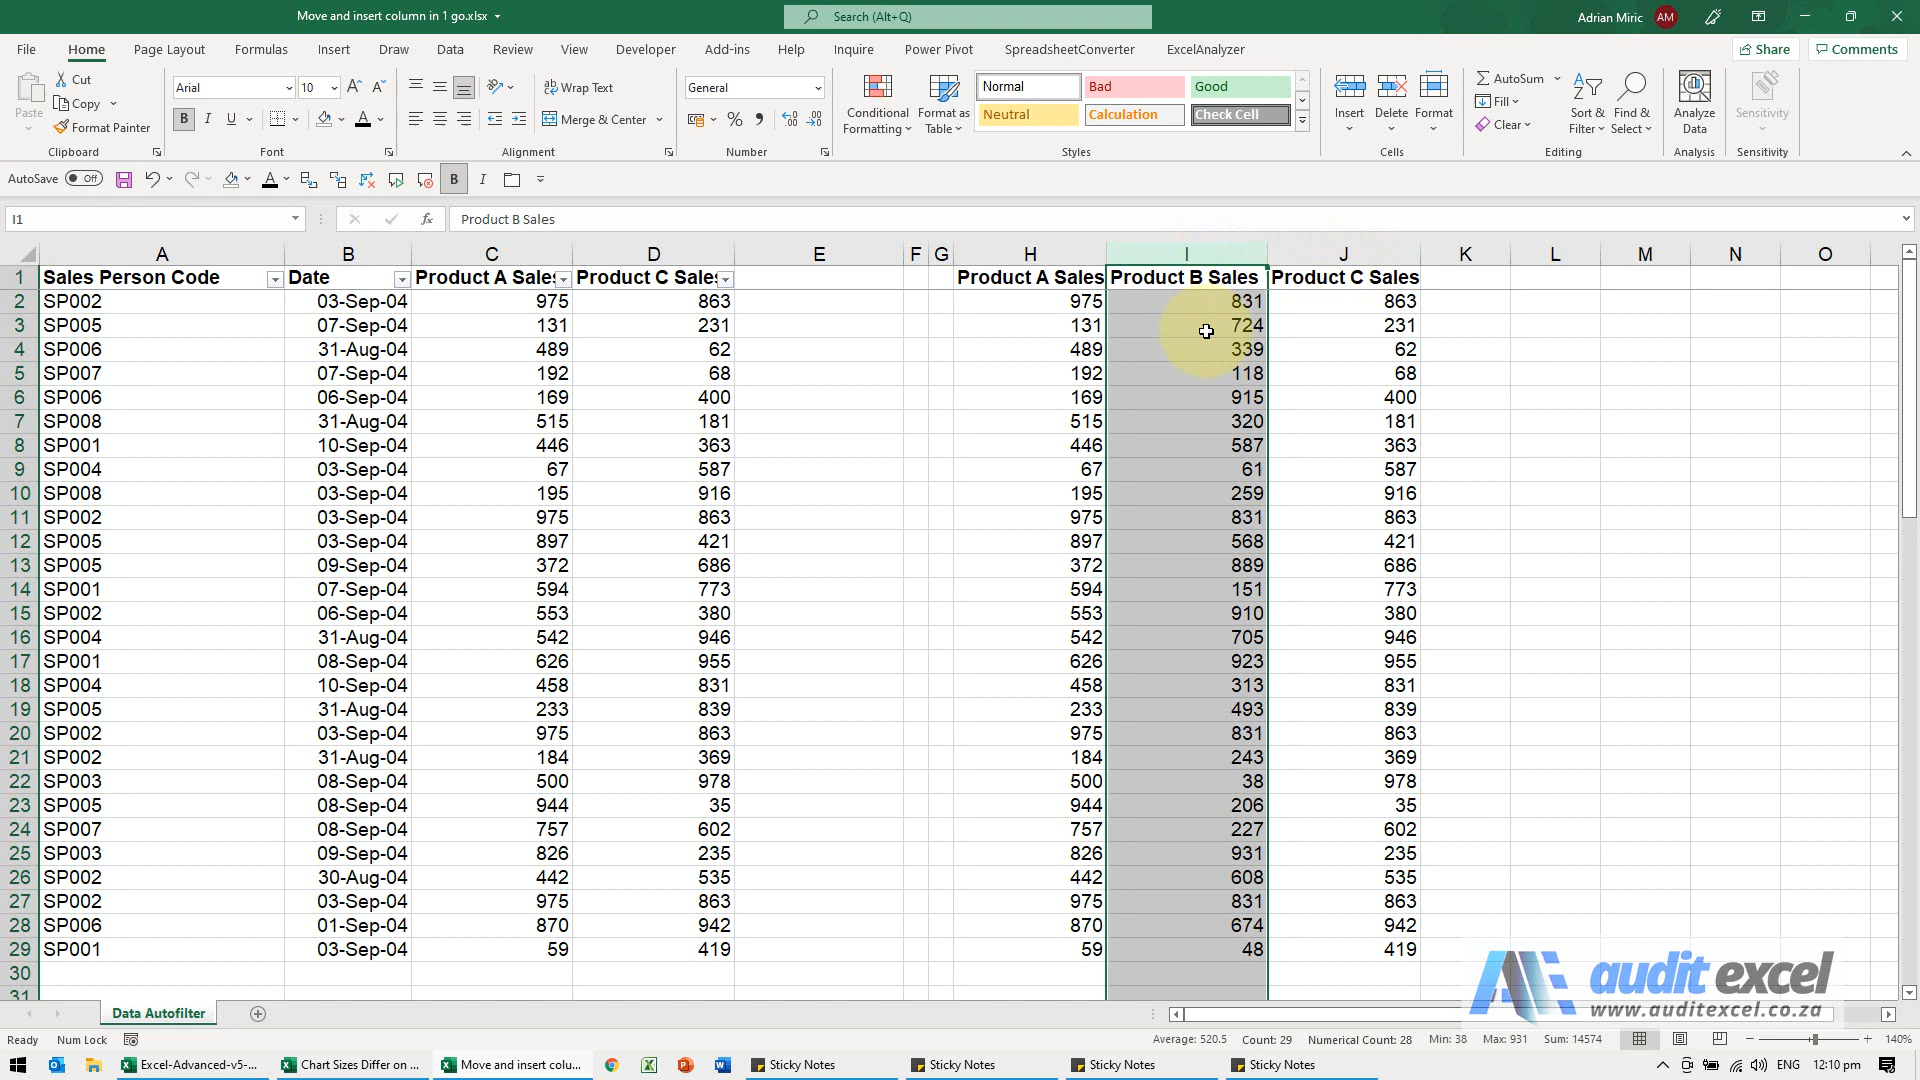 Move and insert column in 1 go.xlsx
Search (Alt+Q)
Adrian Miric
AM
File Home Page Layout Formulas Insert Draw Data Review View Developer Add-ins Help Inquire Power Pivot SpreadsheetConverter ExcelAnalyzer
Share
Comments
Paste
Cut
Copy
Format Painter
Clipboard
Arial
10
B I U
Font
Wrap Text
Merge & Center
Alignment
General
Number
Conditional Formatting
Format as Table
Normal Bad Good
Neutral Calculation Check Cell
Styles
Insert Delete Format
Cells
AutoSum
Fill
Clear
Sort & Filter
Find & Select
Editing
Analyze Data
Analysis
Sensitivity
Sensitivity
AutoSave Off
B I
I1
fx
Product B Sales
A B C D E F G H I J K L M N O
1 Sales Person Code Date Product A Sales Product C Sales Product A Sales Product B Sales Product C Sales
2 SP002 03-Sep-04 975 863 975 831 863
3 SP005 07-Sep-04 131 231 131 724 231
4 SP006 31-Aug-04 489 62 489 339 62
5 SP007 07-Sep-04 192 68 192 118 68
6 SP006 06-Sep-04 169 400 169 915 400
7 SP008 31-Aug-04 515 181 515 320 181
8 SP001 10-Sep-04 446 363 446 587 363
9 SP004 03-Sep-04 67 587 67 61 587
10 SP008 03-Sep-04 195 916 195 259 916
11 SP002 03-Sep-04 975 863 975 831 863
12 SP005 03-Sep-04 897 421 897 568 421
13 SP005 09-Sep-04 372 686 372 889 686
14 SP001 07-Sep-04 594 773 594 151 773
15 SP002 06-Sep-04 553 380 553 910 380
16 SP004 31-Aug-04 542 946 542 705 946
17 SP001 08-Sep-04 626 955 626 923 955
18 SP004 10-Sep-04 458 831 458 313 831
19 SP005 31-Aug-04 233 839 233 493 839
20 SP002 03-Sep-04 975 863 975 831 863
21 SP002 31-Aug-04 184 369 184 243 369
22 SP003 08-Sep-04 500 978 500 38 978
23 SP005 08-Sep-04 944 35 944 206 35
24 SP007 08-Sep-04 757 602 757 227 602
25 SP003 09-Sep-04 826 235 826 931 235
26 SP002 30-Aug-04 442 535 442 608 535
27 SP002 03-Sep-04 975 863 975 831 863
28 SP006 01-Sep-04 870 942 870 674 942
29 SP001 03-Sep-04 59 419 59 48 419
30
31
audit excel
www.auditexcel.co.za
Data Autofilter
Ready Num Lock
Average: 520.5 Count: 29 Numerical Count: 28 Min: 38 Max: 931 Sum: 14574
140%
Excel-Advanced-v5-...
Chart Sizes Differ on ...
Move and insert colu...
Sticky Notes
Sticky Notes
Sticky Notes
Sticky Notes
ENG
12:10 pm